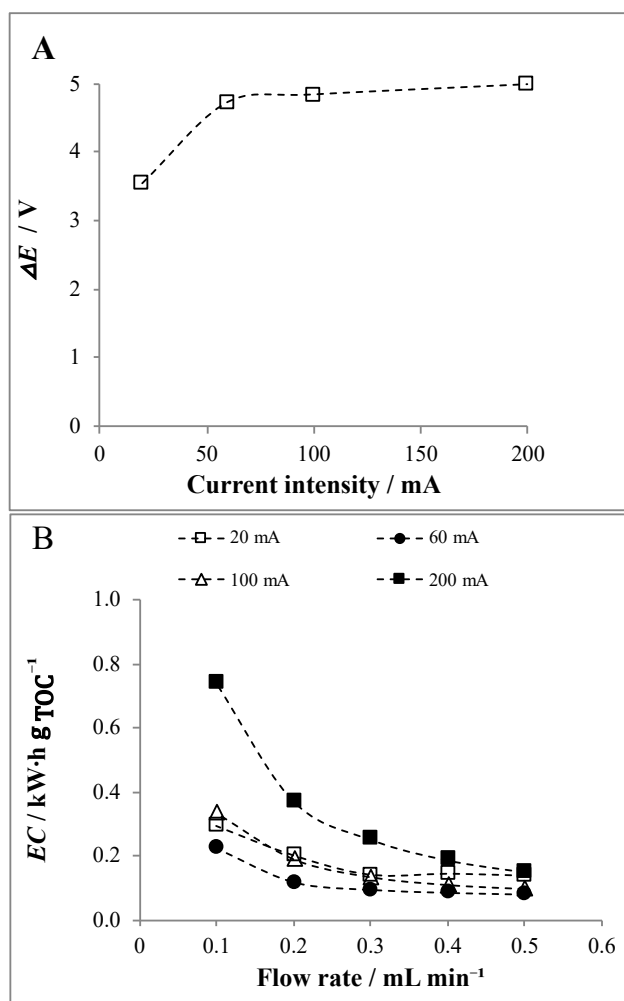 A
5
4
3
2
1
0
ΔE / V
0 50 100 150 200
Current intensity / mA
B
20 mA 60 mA
100 mA 200 mA
1.0
0.8
0.6
0.4
0.2
0.0
EC / kW·h g TOC⁻¹
0 0.1 0.2 0.3 0.4 0.5 0.6
Flow rate / mL min⁻¹